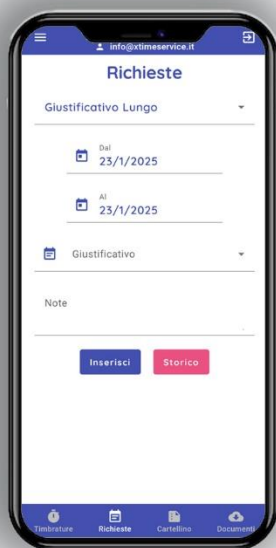 info@xtimeservice.it
Richieste
Giustificativo Lungo
Dal
23/1/2025
Al
23/1/2025
Giustificativo
Note
Inserisci Storico
Timbrature Richieste Cartellino Documenti